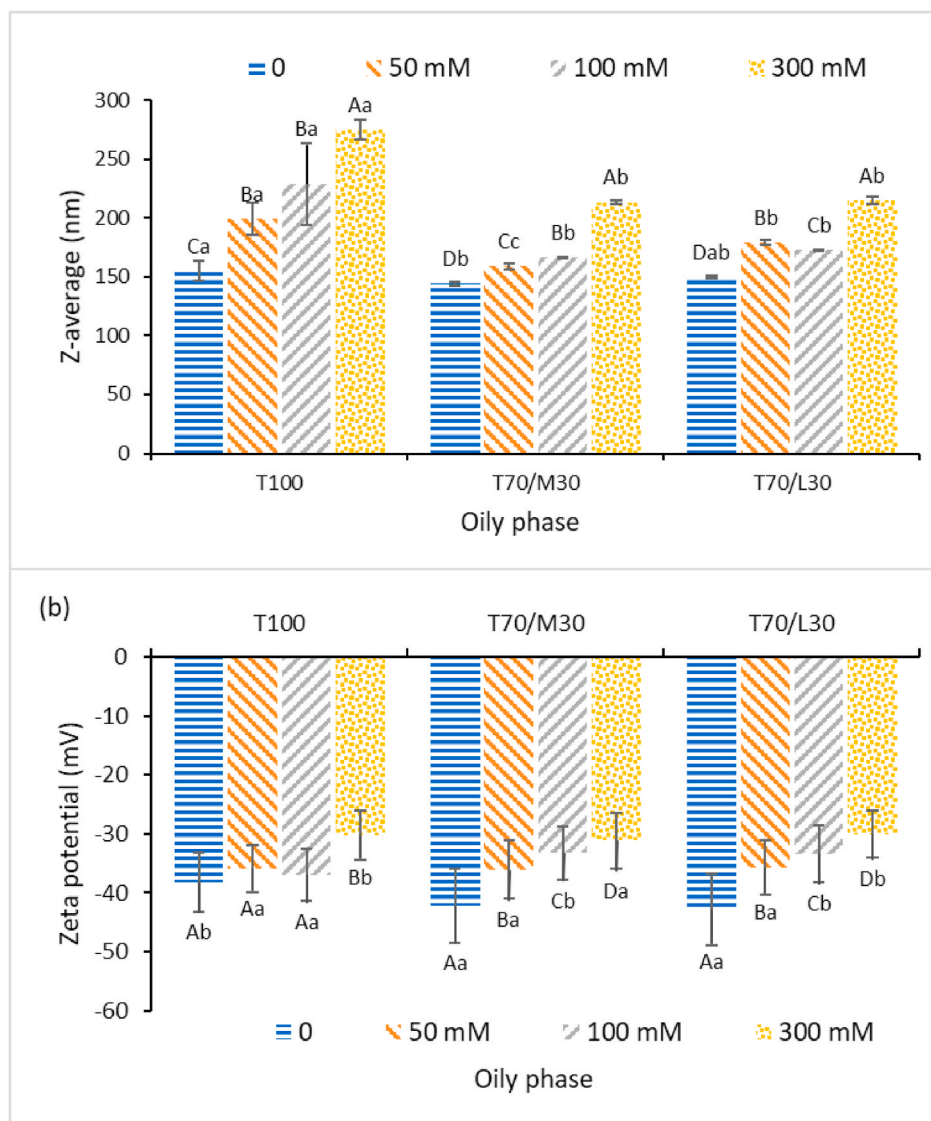 0 50 mM 100 mM 300 mM
300
250
200
150
100
50
0
Z-average (nm)
Ca Ba Ba Aa
Db Cc Bb Ab
Dab Bb Cb Ab
T100 T70/M30 T70/L30
Oily phase
(b)
T100 T70/M30 T70/L30
0
-10
-20
-30
-40
-50
-60
Zeta potential (mV)
Ab Aa Aa Bb
Aa Ba Cb Da
Aa Ba Cb Db
0 50 mM 100 mM 300 mM
Oily phase